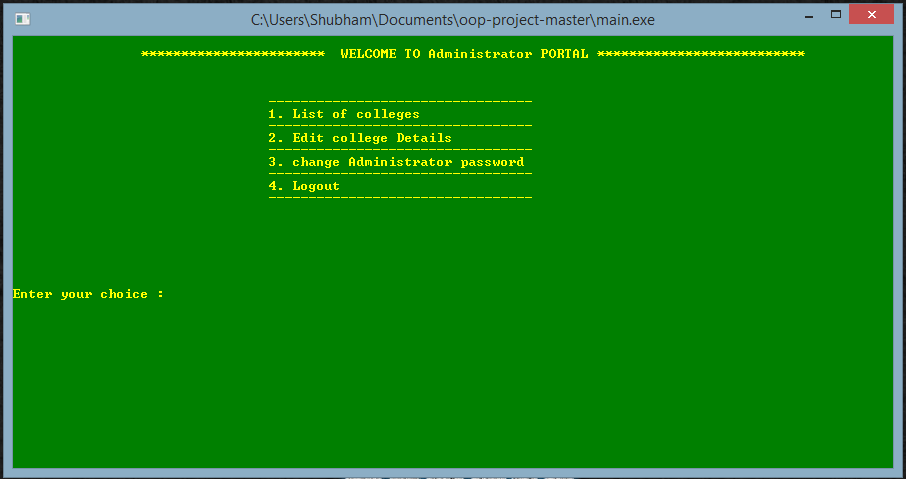 C:\Users\Shubham\Documents\oop-project-master\main.exe
*********************** WELCOME TO Administrator PORTAL **************************
---------------------------------
1. List of colleges
---------------------------------
2. Edit college Details
---------------------------------
3. change Administrator password
---------------------------------
4. Logout
---------------------------------
Enter your choice :